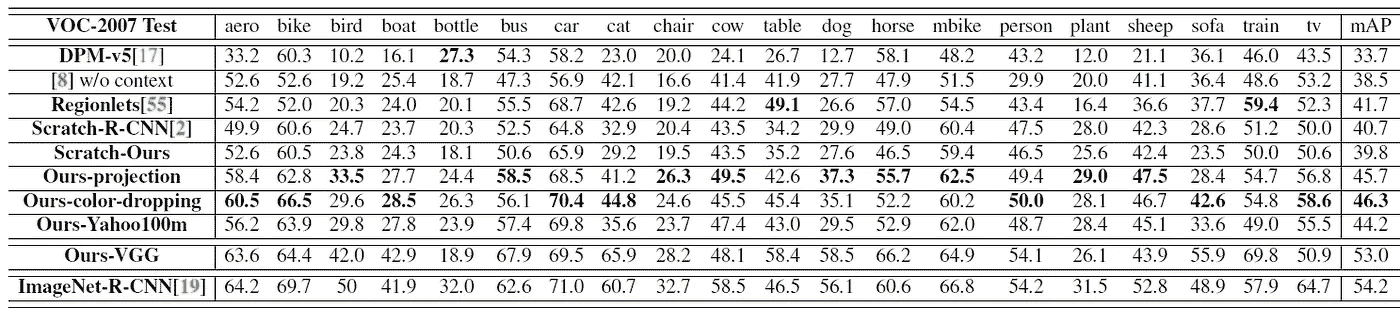 VOC-2007 Test aero bike bird boat bottle bus car cat chair cow table dog horse mbike person plant sheep sofa train tv mAP
DPM-v5[17] 33.2 60.3 10.2 16.1 27.3 54.3 58.2 23.0 20.0 24.1 26.7 12.7 58.1 48.2 43.2 12.0 21.1 36.1 46.0 43.5 33.7
[8] w/o context 52.6 52.6 19.2 25.4 18.7 47.3 56.9 42.1 16.6 41.4 41.9 27.7 47.9 51.5 29.9 20.0 41.1 36.4 48.6 53.2 38.5
Regionlets[55] 54.2 52.0 20.3 24.0 20.1 55.5 68.7 42.6 19.2 44.2 49.1 26.6 57.0 54.5 43.4 16.4 36.6 37.7 59.4 52.3 41.7
Scratch-R-CNN[2] 49.9 60.6 24.7 23.7 20.3 52.5 64.8 32.9 20.4 43.5 34.2 29.9 49.0 60.4 47.5 28.0 42.3 28.6 51.2 50.0 40.7
Scratch-Ours 52.6 60.5 23.8 24.3 18.1 50.6 65.9 29.2 19.5 43.5 35.2 27.6 46.5 59.4 46.5 25.6 42.4 23.5 50.0 50.6 39.8
Ours-projection 58.4 62.8 33.5 27.7 24.4 58.5 68.5 41.2 26.3 49.5 42.6 37.3 55.7 62.5 49.4 29.0 47.5 28.4 54.7 56.8 45.7
Ours-color-dropping 60.5 66.5 29.6 28.5 26.3 56.1 70.4 44.8 24.6 45.5 45.4 35.1 52.2 60.2 50.0 28.1 46.7 42.6 54.8 58.6 46.3
Ours-Yahoo100m 56.2 63.9 29.8 27.8 23.9 57.4 69.8 35.6 23.7 47.4 43.0 29.5 52.9 62.0 48.7 28.4 45.1 33.6 49.0 55.5 44.2
Ours-VGG 63.6 64.4 42.0 42.9 18.9 67.9 69.5 65.9 28.2 48.1 58.4 58.5 66.2 64.9 54.1 26.1 43.9 55.9 69.8 50.9 53.0
ImageNet-R-CNN[19] 64.2 69.7 50 41.9 32.0 62.6 71.0 60.7 32.7 58.5 46.5 56.1 60.6 66.8 54.2 31.5 52.8 48.9 57.9 64.7 54.2